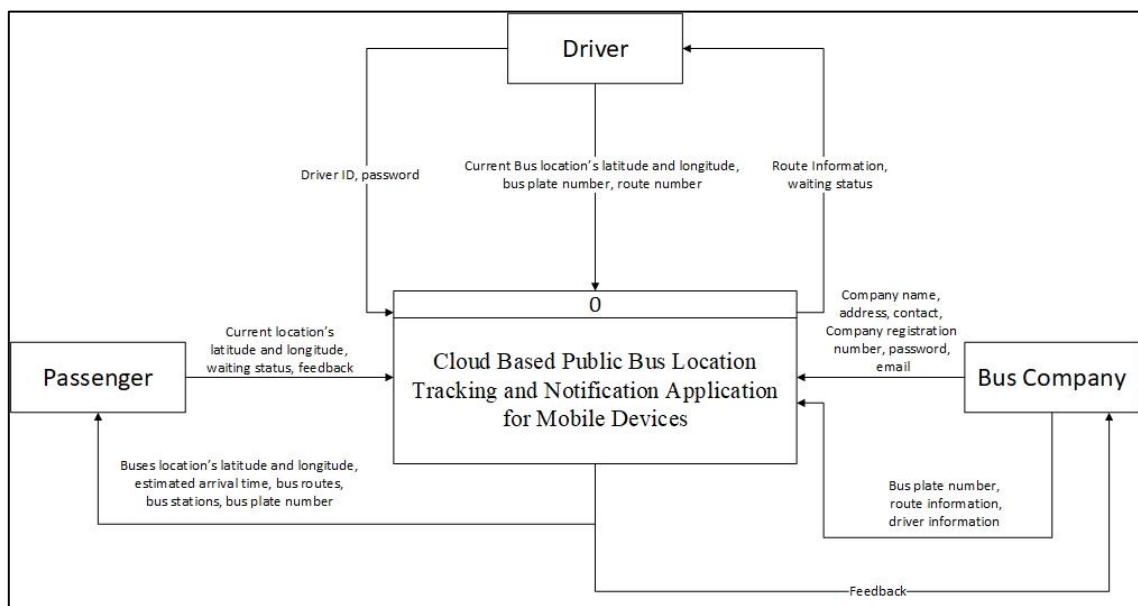 Driver
Driver ID, password
Current Bus location's latitude and longitude,
bus plate number, route number
Route Information,
waiting status
0
Cloud Based Public Bus Location
Tracking and Notification Application
for Mobile Devices
Passenger
Current location's
latitude and longitude,
waiting status, feedback
Company name,
address, contact,
Company registration
number, password,
email
Bus Company
Buses location's latitude and longitude,
estimated arrival time, bus routes,
bus stations, bus plate number
Bus plate number,
route information,
driver information
Feedback